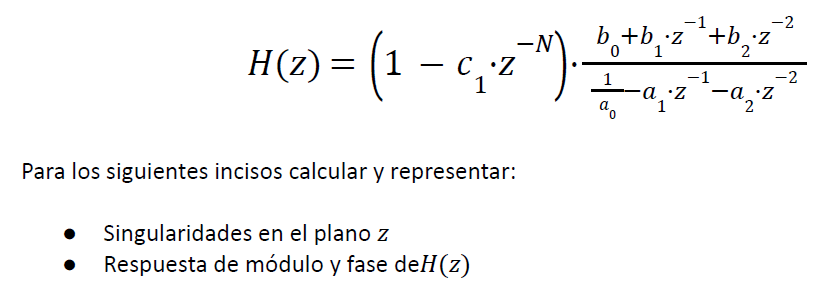 H(z) = (1 − c₁·z⁻ᴺ)·(b₀+b₁·z⁻¹+b₂·z⁻²)/(1/a₀−a₁·z⁻¹−a₂·z⁻²)
Para los siguientes incisos calcular y representar:
● Singularidades en el plano z
● Respuesta de módulo y fase deH(z)